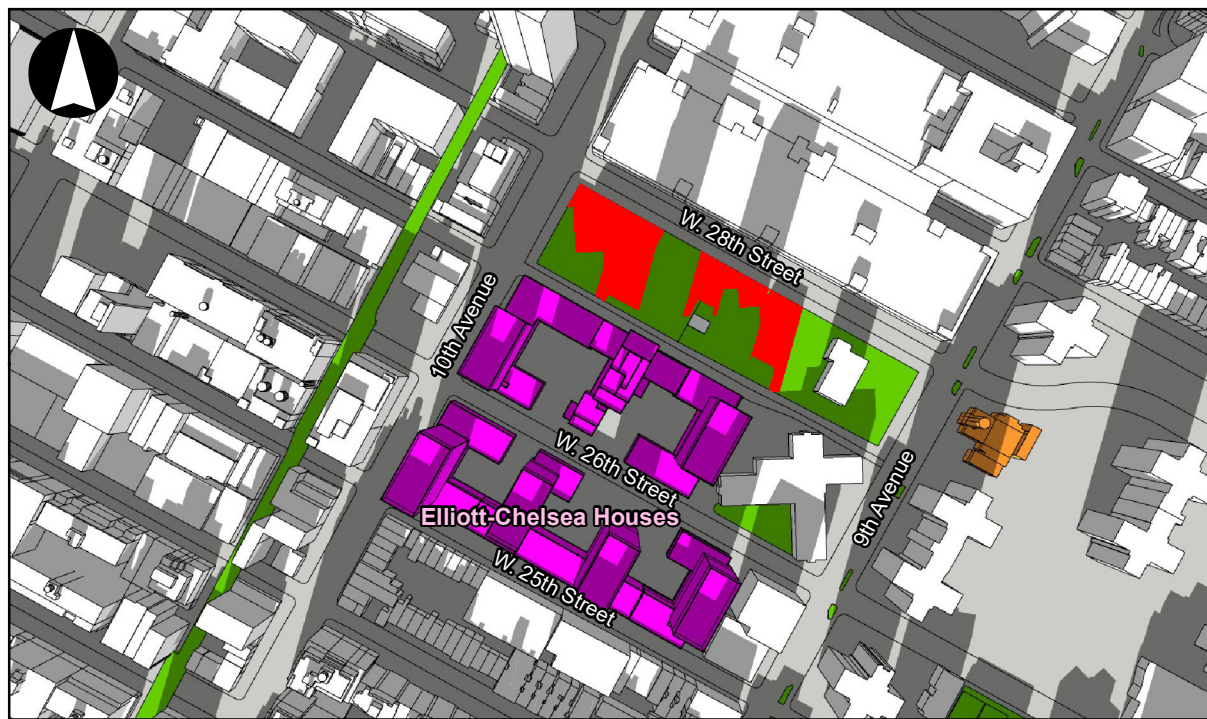 W. 28th Street
10th Avenue
W. 26th Street
9th Avenue
Elliott-Chelsea Houses
W. 25th Street